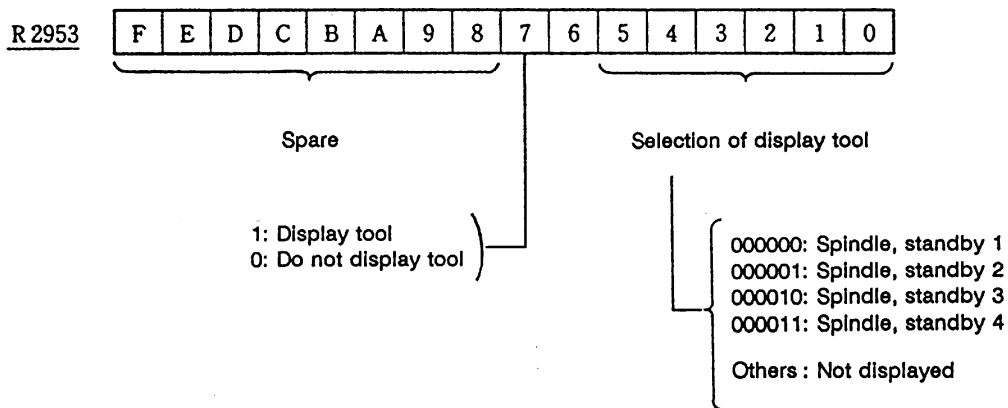 R 2953 F E D C B A 9 8 7 6 5 4 3 2 1 0
Spare
Selection of display tool
1: Display tool
0: Do not display tool
000000: Spindle, standby 1
000001: Spindle, standby 2
000010: Spindle, standby 3
000011: Spindle, standby 4
Others : Not displayed